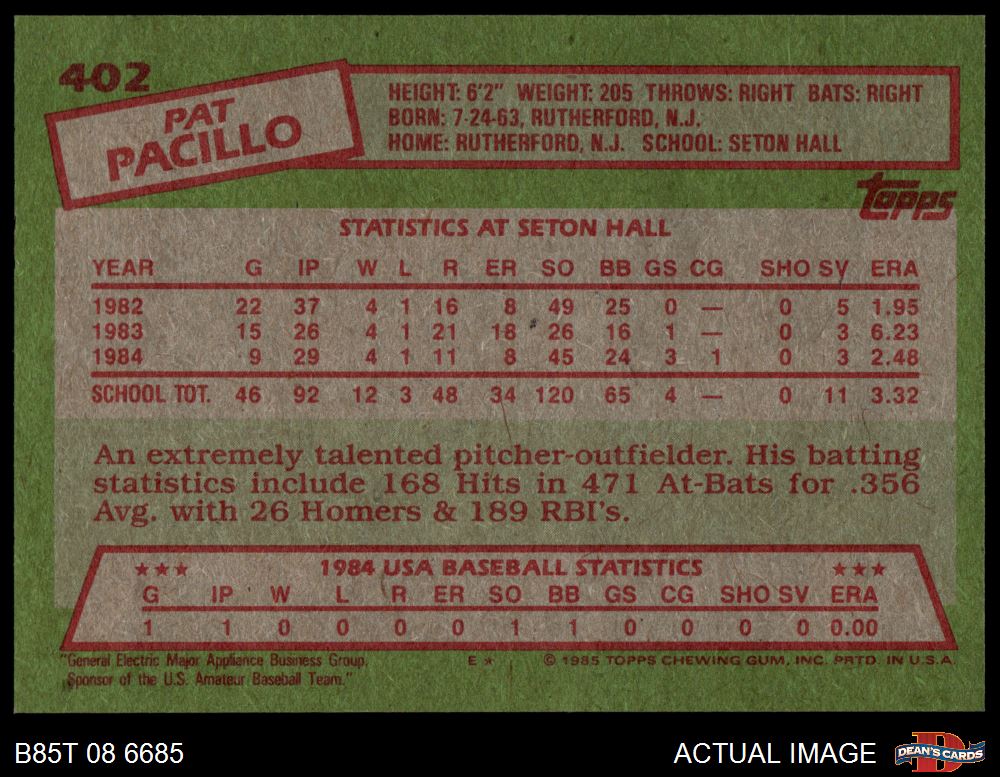 402
PAT
PACILLO
HEIGHT: 6'2" WEIGHT: 205 THROWS: RIGHT BATS: RIGHT
BORN: 7-24-63, RUTHERFORD, N.J.
HOME: RUTHERFORD, N.J. SCHOOL: SETON HALL
topps
STATISTICS AT SETON HALL
YEAR G IP W L R ER SO BB GS CG SHO SV ERA
1982 22 37 4 1 16 8 49 25 0 — 0 5 1.95
1983 15 26 4 1 21 18 26 16 1 — 0 3 6.23
1984 9 29 4 1 11 8 45 24 3 1 0 3 2.48
SCHOOL TOT. 46 92 12 3 48 34 120 65 4 — 0 11 3.32
An extremely talented pitcher-outfielder. His batting
statistics include 168 Hits in 471 At-Bats for .356
Avg. with 26 Homers & 189 RBI's.
★★★ 1984 USA BASEBALL STATISTICS ★★★
G IP W L R ER SO BB GS CG SHO SV ERA
1 1 0 0 0 0 1 1 0 0 0 0 0.00
"General Electric Major Appliance Business Group,
Sponsor of the U.S. Amateur Baseball Team."
E * © 1985 TOPPS CHEWING GUM, INC. PRTD. IN U.S.A.
B85T 08 6685
ACTUAL IMAGE
D
DEAN'S CARDS